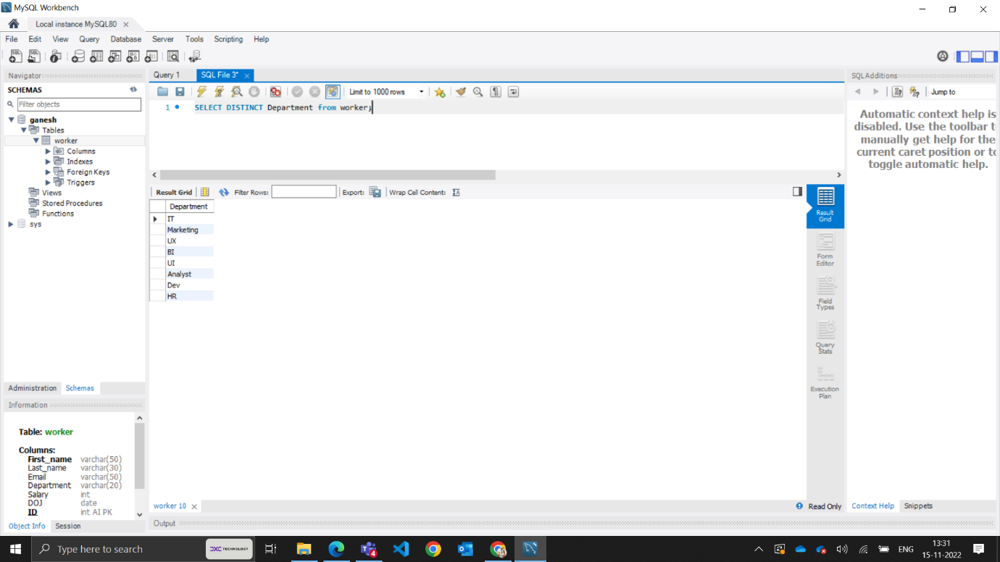 MySQL Workbench
Local instance MySQL80
File Edit View Query Database Server Tools Scripting Help
Navigator
SCHEMAS
Filter objects
ganesh
Tables
worker
Columns
Indexes
Foreign Keys
Triggers
Views
Stored Procedures
Functions
sys
Administration Schemas
Information
Table: worker
Columns:
First_name varchar(50)
Last_name varchar(30)
Email varchar(50)
Department varchar(20)
Salary int
DOJ date
ID int AI PK
Object Info Session
Query 1 SQL File 3*
Limit to 1000 rows
1 SELECT DISTINCT Department from worker;
Result Grid Filter Rows: Export: Wrap Cell Content:
Department
IT
Marketing
UX
BI
UI
Analyst
Dev
HR
Result
Grid
Form
Editor
Field
Types
Query
Stats
Execution
Plan
worker 10 Read Only
Output
SQLAdditions
Jump to
Automatic context help is
disabled. Use the toolbar t
manually get help for the
current caret position or to
toggle automatic help.
Context Help Snippets
Type here to search
DXC TECHNOLOGY
4
ENG
13:31
15-11-2022